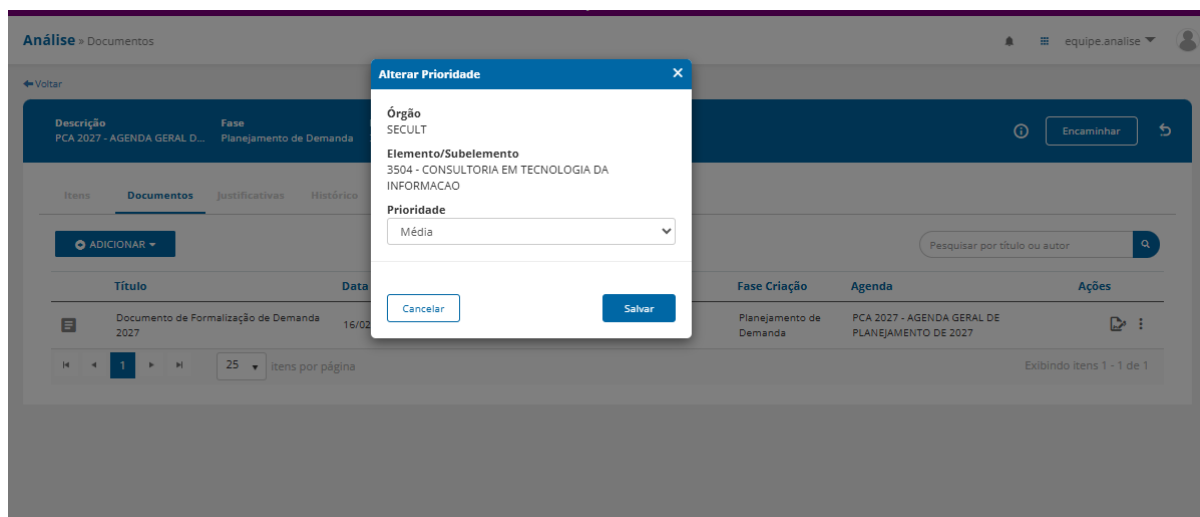 Análise » Documentos
equipe.analise
Voltar
Alterar Prioridade
Órgão
SECULT
Elemento/Subelemento
3504 - CONSULTORIA EM TECNOLOGIA DA
INFORMACAO
Prioridade
Média
Cancelar
Salvar
Descrição
Fase
PCA 2027 - AGENDA GERAL D...
Planejamento de Demanda
Encaminhar
Itens
Documentos
Justificativas
Histórico
ADICIONAR
Pesquisar por título ou autor
Título
Data
Fase Criação
Agenda
Ações
Documento de Formalização de Demanda
2027
16/02
Planejamento de
Demanda
PCA 2027 - AGENDA GERAL DE
PLANEJAMENTO DE 2027
1
25
itens por página
Exibindo itens 1 - 1 de 1